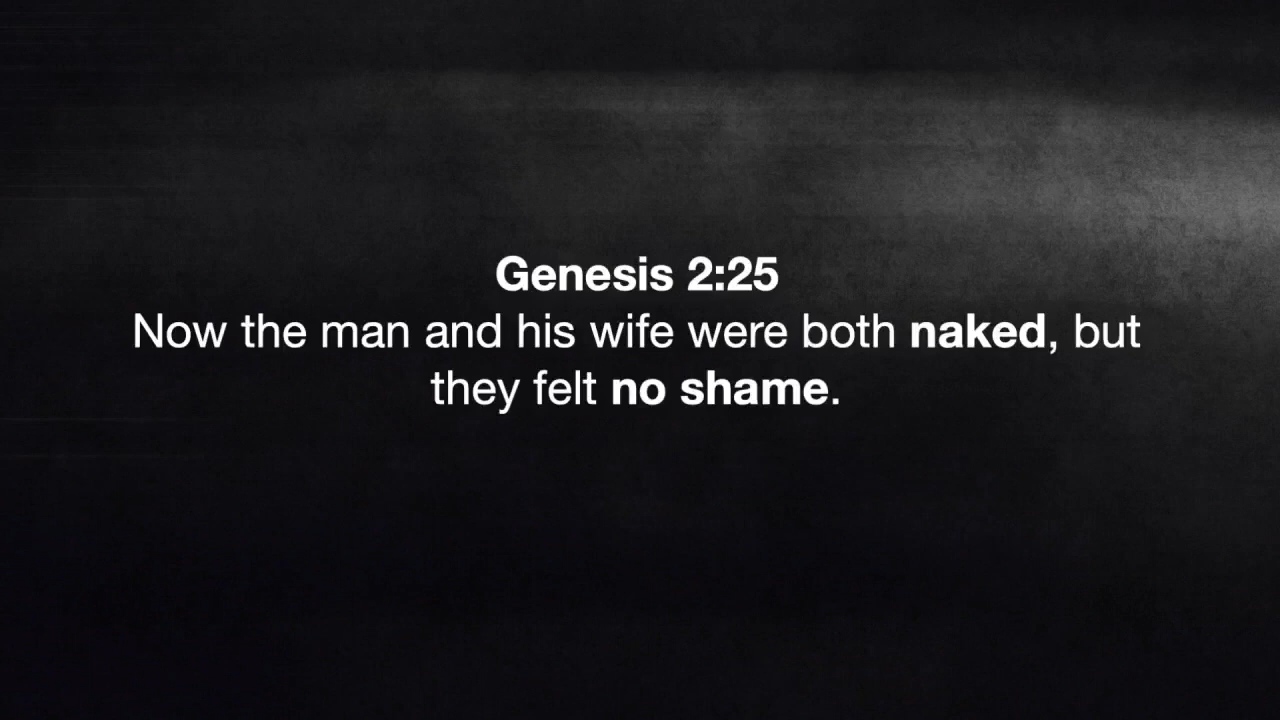 Genesis 2:25
Now the man and his wife were both naked, but
they felt no shame.